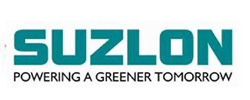 SUZLON
POWERING A GREENER TOMORROW